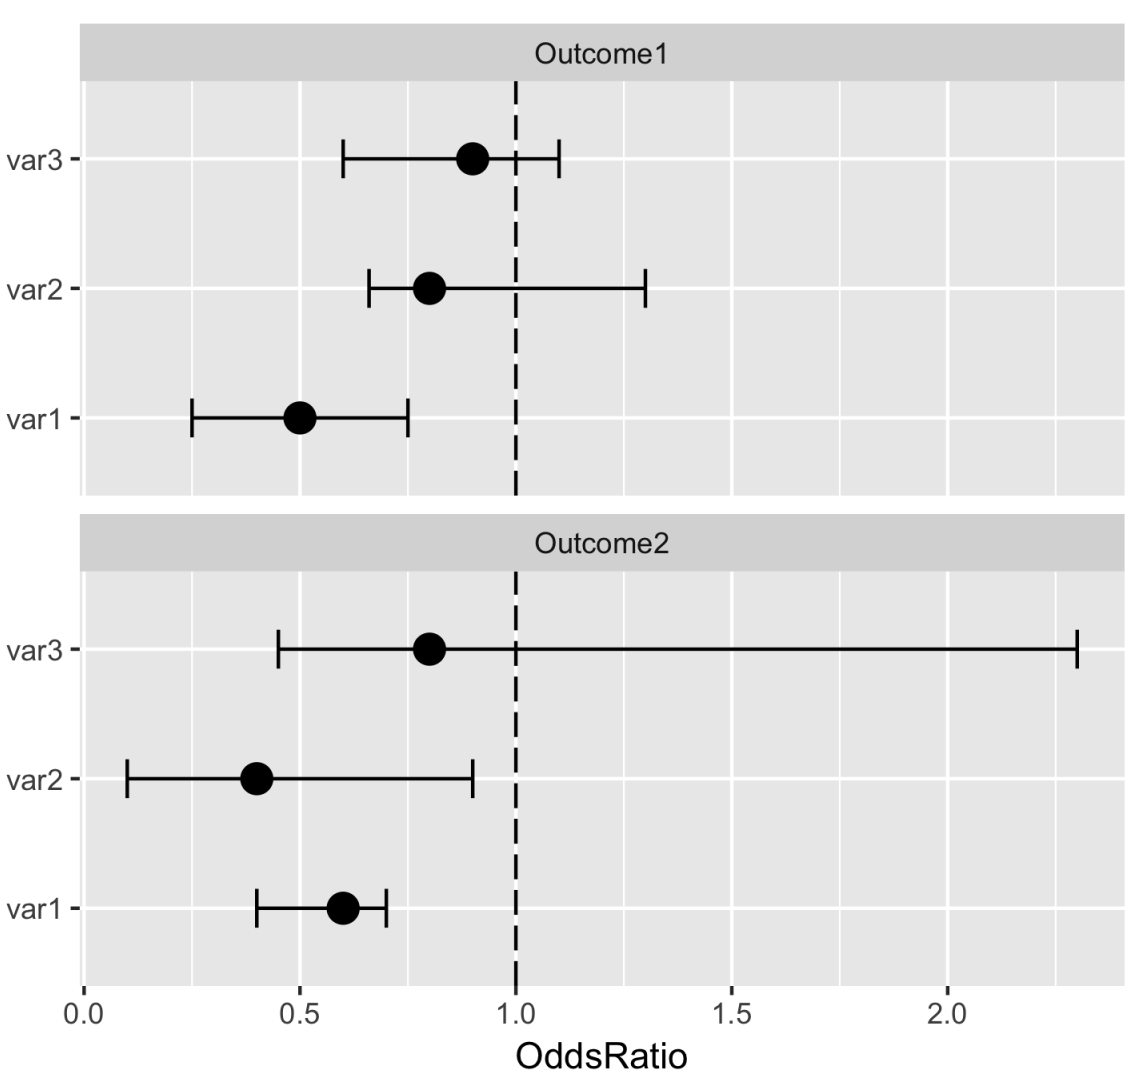 Outcome1
var3
var2
var1
Outcome2
var3
var2
var1
0.0 0.5 1.0 1.5 2.0
OddsRatio